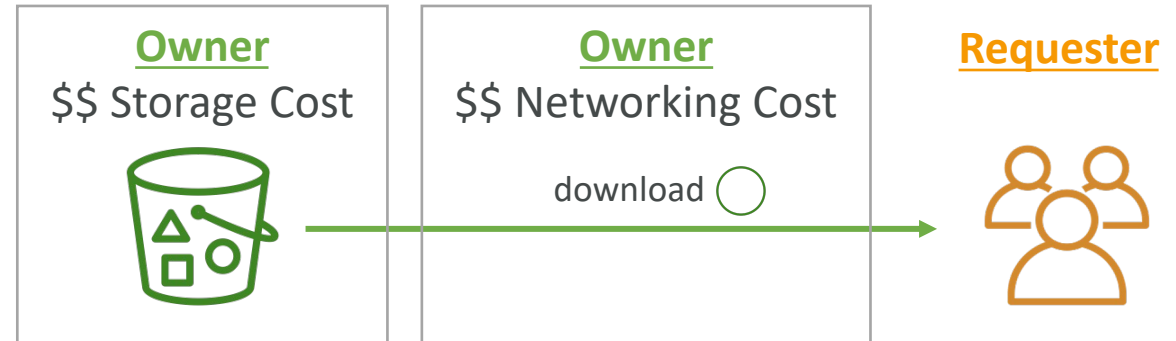 Owner
$$ Storage Cost
Owner
$$ Networking Cost
download
Requester